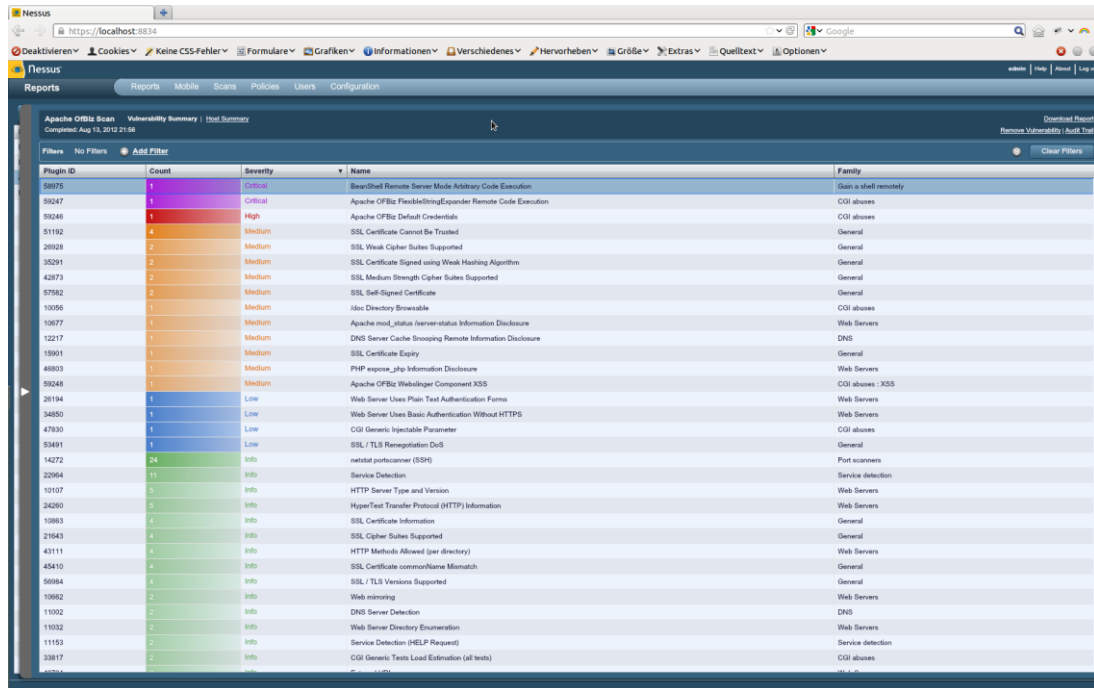 Nessus
https://localhost:8834
Google
Deaktivieren Cookies Keine CSS-Fehler Formulare Grafiken Informationen Verschiedenes Hervorheben Größe Extras Quelltext Optionen
Nessus
admin | Help | About | Log o
Reports Reports Mobile Scans Policies Users Configuration
Apache OfBiz Scan Vulnerability Summary | Host Summary Download Report
Completed: Aug 13, 2012 21:56 Remove Vulnerability | Audit Trail
Filters No Filters Add Filter Clear Filters
Plugin ID Count Severity Name Family
58975 1 Critical BeanShell Remote Server Mode Arbitrary Code Execution Gain a shell remotely
59247 1 Critical Apache OFBiz FlexibleStringExpander Remote Code Execution CGI abuses
59246 1 High Apache OFBiz Default Credentials CGI abuses
51192 4 Medium SSL Certificate Cannot Be Trusted General
26928 2 Medium SSL Weak Cipher Suites Supported General
35291 2 Medium SSL Certificate Signed using Weak Hashing Algorithm General
42873 2 Medium SSL Medium Strength Cipher Suites Supported General
57582 2 Medium SSL Self-Signed Certificate General
10056 1 Medium /doc Directory Browsable CGI abuses
10677 1 Medium Apache mod_status /server-status Information Disclosure Web Servers
12217 1 Medium DNS Server Cache Snooping Remote Information Disclosure DNS
15901 1 Medium SSL Certificate Expiry General
46803 1 Medium PHP expose_php Information Disclosure Web Servers
59248 1 Medium Apache OFBiz Webslinger Component XSS CGI abuses : XSS
26194 1 Low Web Server Uses Plain Text Authentication Forms Web Servers
34850 1 Low Web Server Uses Basic Authentication Without HTTPS Web Servers
47830 1 Low CGI Generic Injectable Parameter CGI abuses
53491 1 Low SSL / TLS Renegotiation DoS General
14272 24 Info netstat portscanner (SSH) Port scanners
22964 11 Info Service Detection Service detection
10107 5 Info HTTP Server Type and Version Web Servers
24260 5 Info HyperText Transfer Protocol (HTTP) Information Web Servers
10863 4 Info SSL Certificate Information General
21643 4 Info SSL Cipher Suites Supported General
43111 4 Info HTTP Methods Allowed (per directory) Web Servers
45410 4 Info SSL Certificate commonName Mismatch General
56984 4 Info SSL / TLS Versions Supported General
10662 2 Info Web mirroring Web Servers
11002 2 Info DNS Server Detection DNS
11032 2 Info Web Server Directory Enumeration Web Servers
11153 2 Info Service Detection (HELP Request) Service detection
33817 2 Info CGI Generic Tests Load Estimation (all tests) CGI abuses